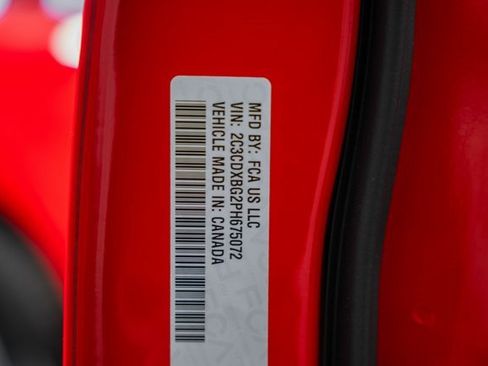 MFD BY: FCA US LLC
VIN: 2C3CDXBG2PH675072
VEHICLE MADE IN: CANADA